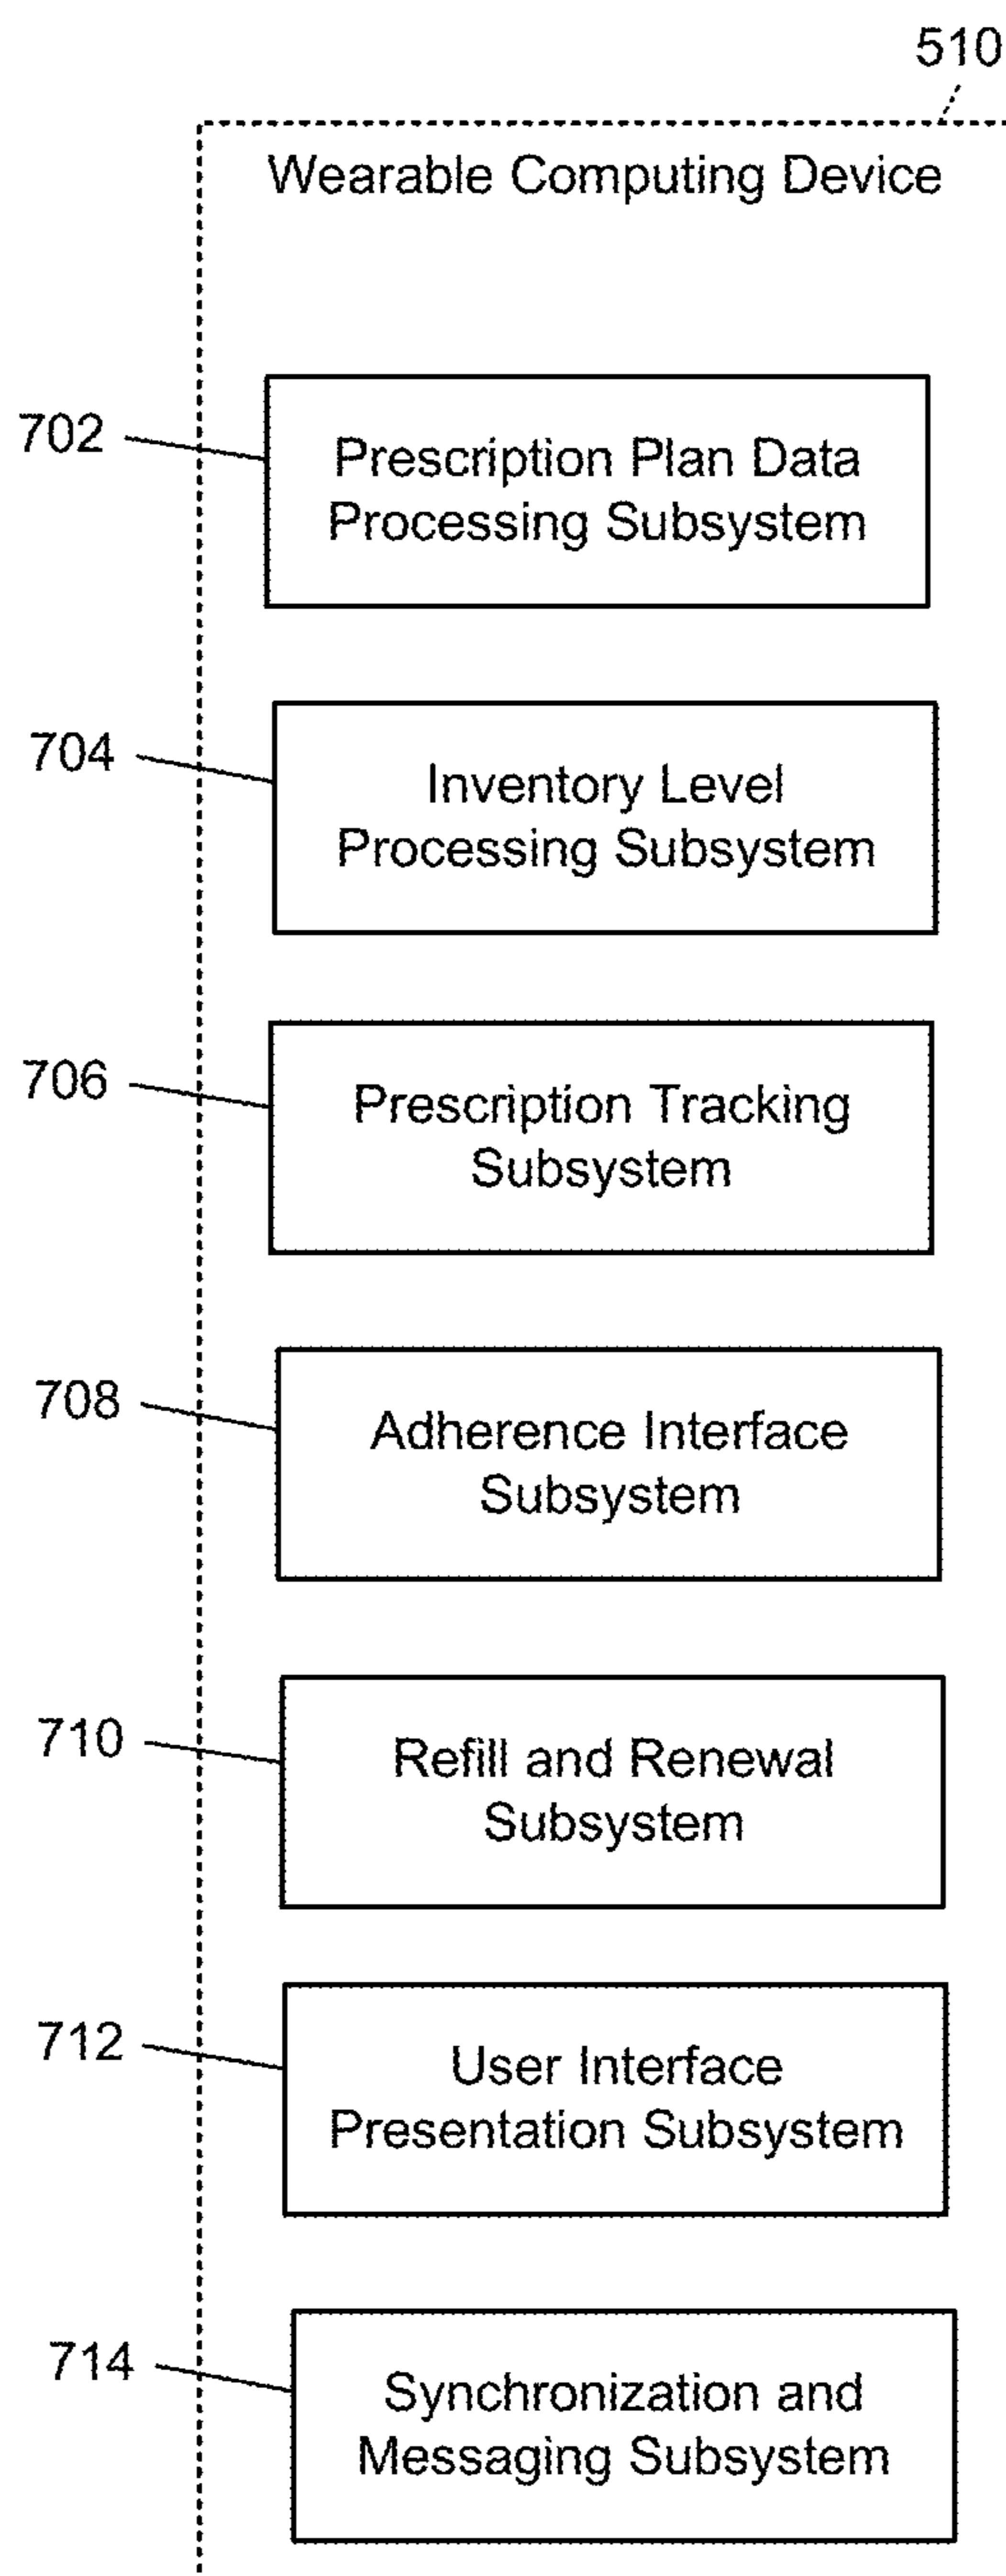 510
Wearable Computing Device
702
Prescription Plan Data
Processing Subsystem
704
Inventory Level
Processing Subsystem
706
Prescription Tracking
Subsystem
708
Adherence Interface
Subsystem
710
Refill and Renewal
Subsystem
712
User Interface
Presentation Subsystem
714
Synchronization and
Messaging Subsystem